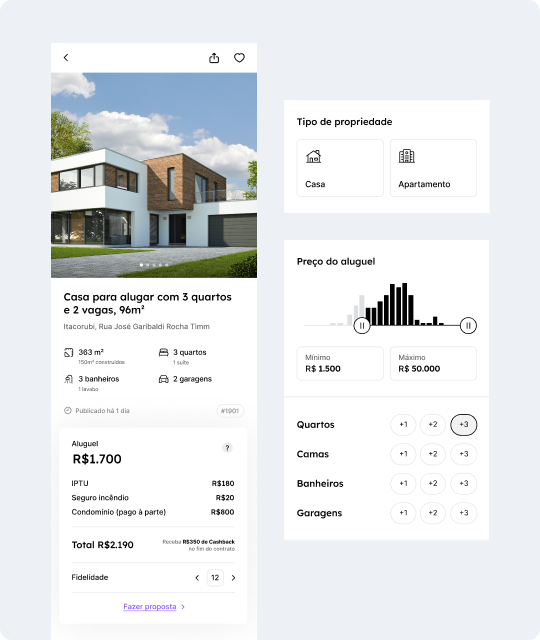 Casa para alugar com 3 quartos
e 2 vagas, 96m²
Itacorubi, Rua José Garibaldi Rocha Timm
363 m²
150m² construídos
3 quartos
1 suíte
3 banheiros
1 lavabo
2 garagens
Publicado há 1 dia
#1901
Aluguel
?
R$1.700
IPTU R$180
Seguro incêndio R$20
Condomínio (pago à parte) R$800
Total R$2.190
Receba R$350 de Cashback
no fim do contrato
Fidelidade 12
Fazer proposta
Tipo de propriedade
Casa
Apartamento
Preço do aluguel
Mínimo
R$ 1.500
Máximo
R$ 50.000
Quartos +1 +2 +3
Camas +1 +2 +3
Banheiros +1 +2 +3
Garagens +1 +2 +3